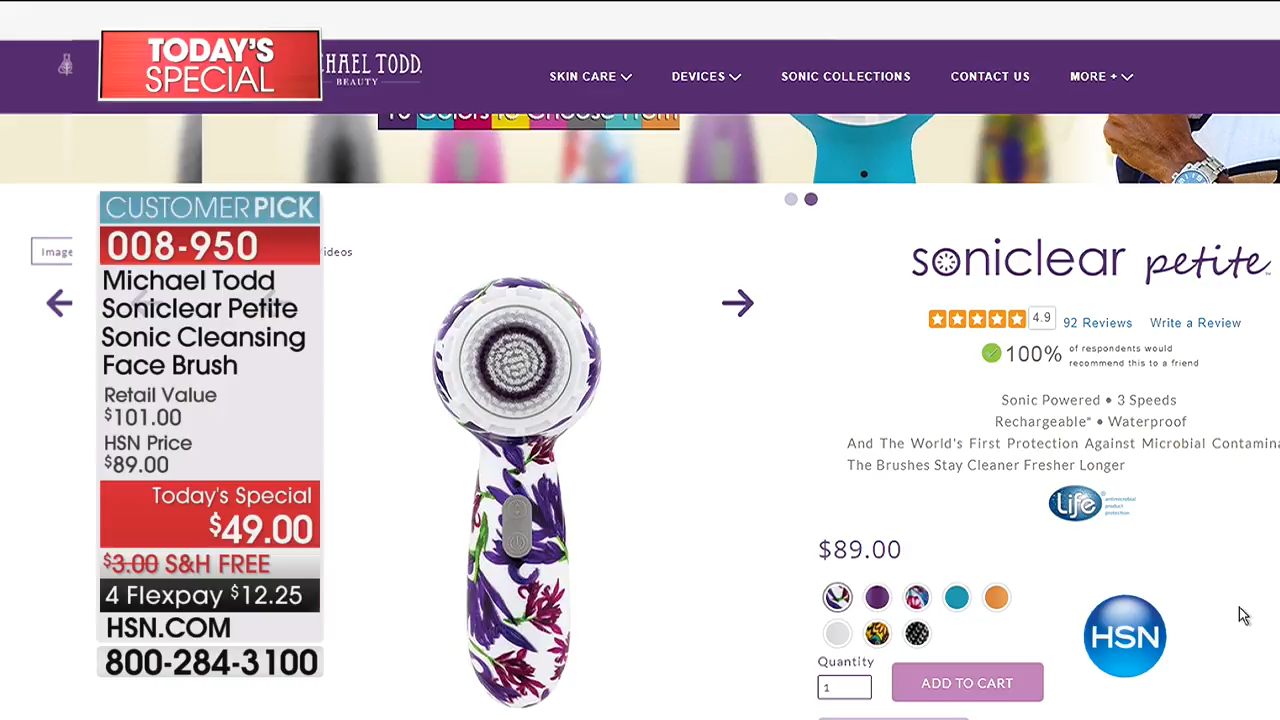 TODAY'S
SPECIAL
CHAEL TODD
BEAUTY
SKIN CARE
DEVICES
SONIC COLLECTIONS
CONTACT US
MORE +
10 Colors to Choose From
CUSTOMER PICK
008-950
Michael Todd
Soniclear Petite
Sonic Cleansing
Face Brush
Retail Value
$101.00
HSN Price
$89.00
Today's Special
$49.00
$3.00 S&H FREE
4 Flexpay $12.25
HSN.COM
800-284-3100
Image
ideos
soniclear petite
4.9
92 Reviews
Write a Review
100%
of respondents would
recommend this to a friend
Sonic Powered • 3 Speeds
Rechargeable* • Waterproof
And The World's First Protection Against Microbial Contamina
The Brushes Stay Cleaner Fresher Longer
Life
antimicrobial
product
protection
$89.00
Quantity
1
ADD TO CART
HSN